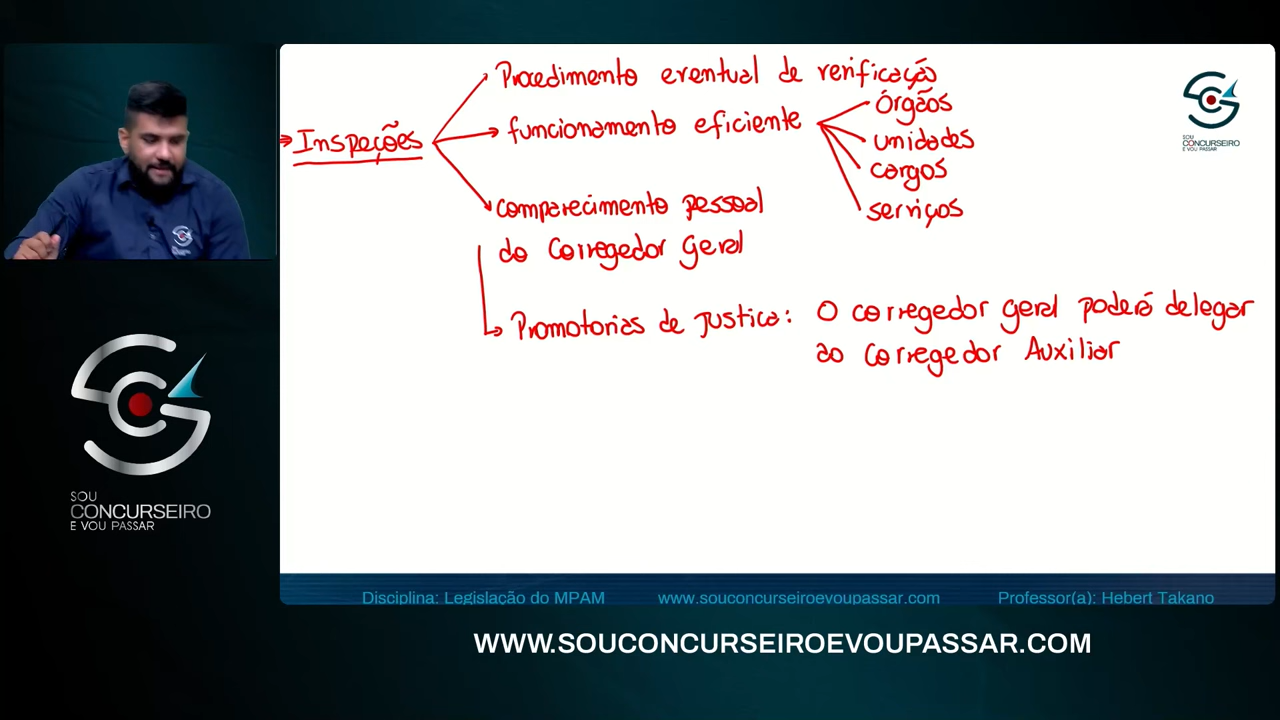 Procedimento eventual de verificação
→ Inspeções
funcionamento eficiente
órgãos
unidades
cargos
serviços
comparecimento pessoal
do Corregedor Geral
Promotorias de Justiça: O corregedor geral poderá delegar
ao Corregedor Auxiliar
SOU
CONCURSEIRO
E VOU PASSAR
SOU
CONCURSEIRO
E VOU PASSAR
Disciplina: Legislação do MPAM www.souconcurseiroevoupassar.com Professor(a): Hebert Takano
WWW.SOUCONCURSEIROEVOUPASSAR.COM